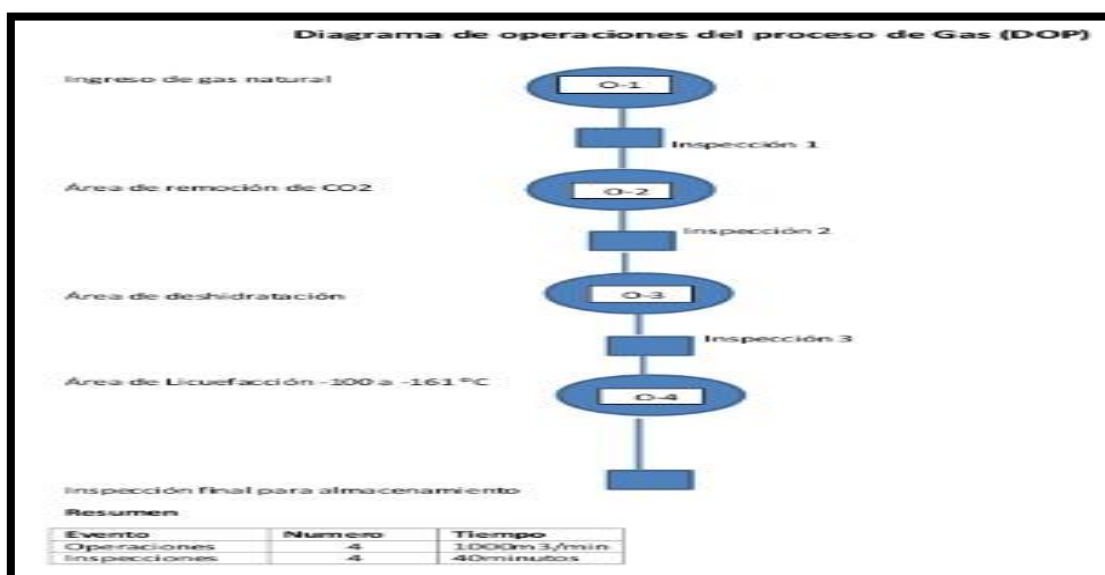 Diagrama de operaciones del proceso de Gas (DOP)
Ingreso de gas natural
O-1
Inspección 1
Área de remoción de CO2
O-2
Inspección 2
Área de deshidratación
O-3
Inspección 3
Área de Licuefacción -100 a -161 °C
O-4
Inspección final para almacenamiento
Resumen
Evento Numero Tiempo
Operaciones 4 1000m3/min
Inspecciones 4 40minutos